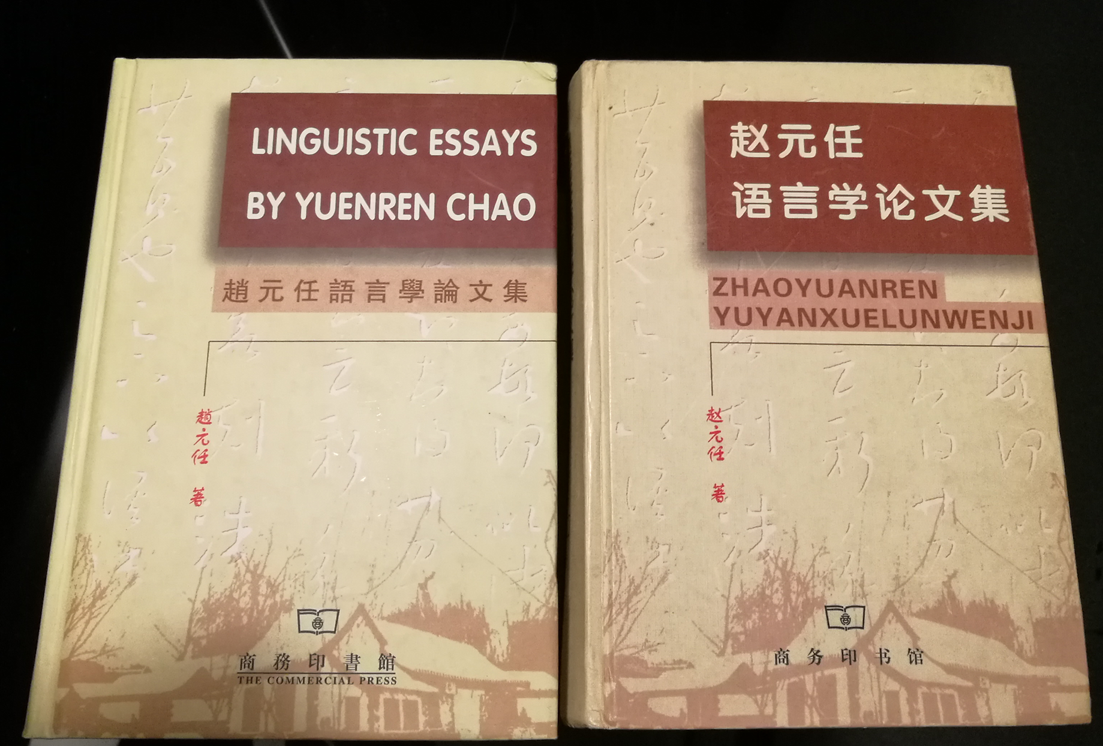 LINGUISTIC ESSAYS
BY YUENREN CHAO
趙元任語言學論文集
趙元任 著
商務印書館
THE COMMERCIAL PRESS
赵元任
语言学论文集
ZHAOYUANREN
YUYANXUELUNWENJI
赵元任 著
商务印书馆